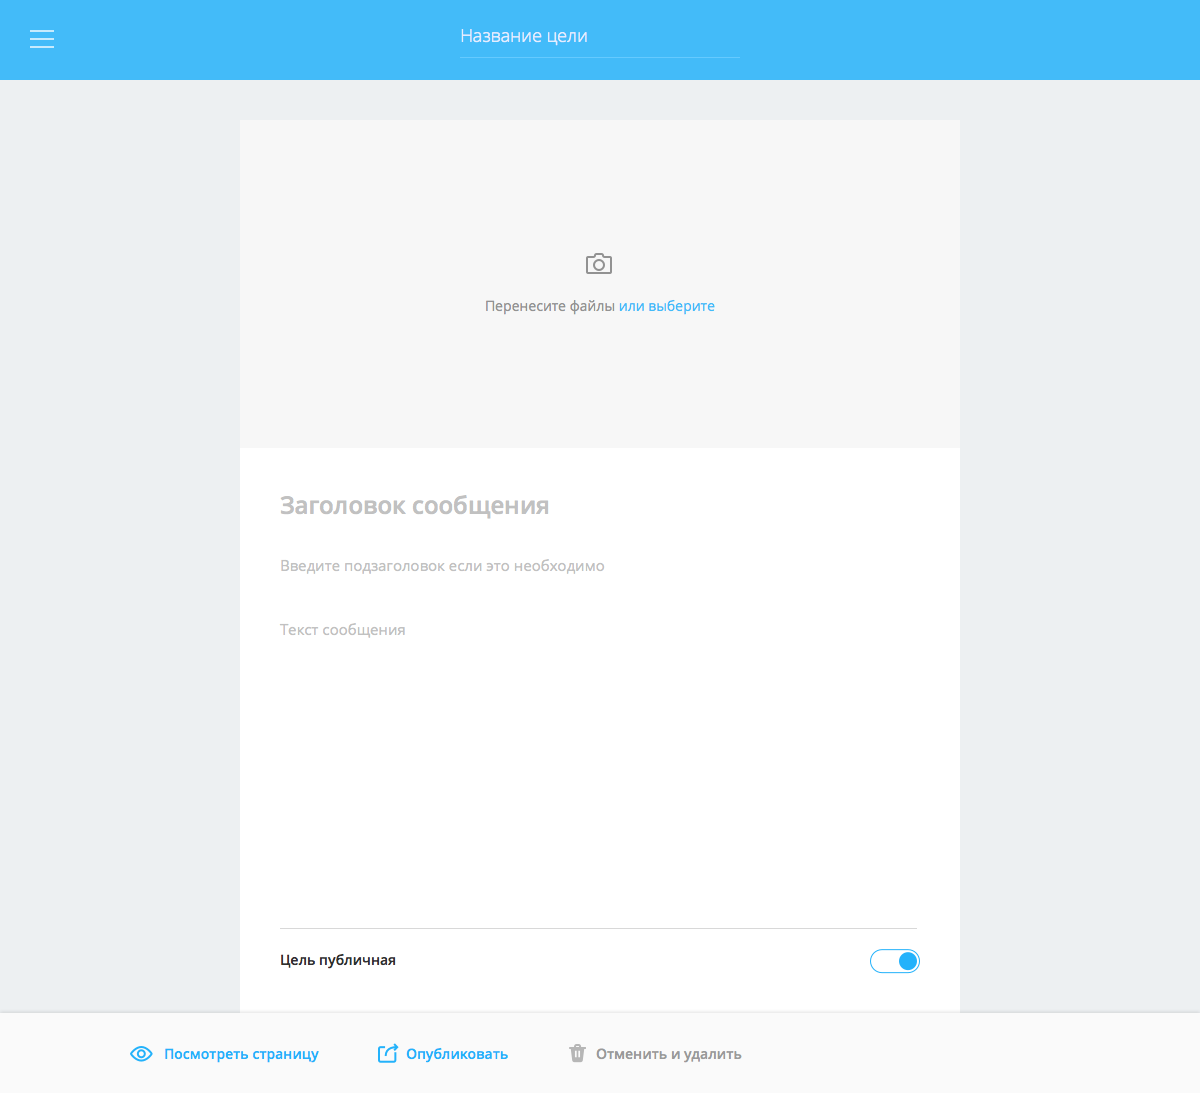 Название цели
Перенесите файлы или выберите
Заголовок сообщения
Введите подзаголовок если это необходимо
Текст сообщения
Цель публичная
Посмотреть страницу Опубликовать Отменить и удалить